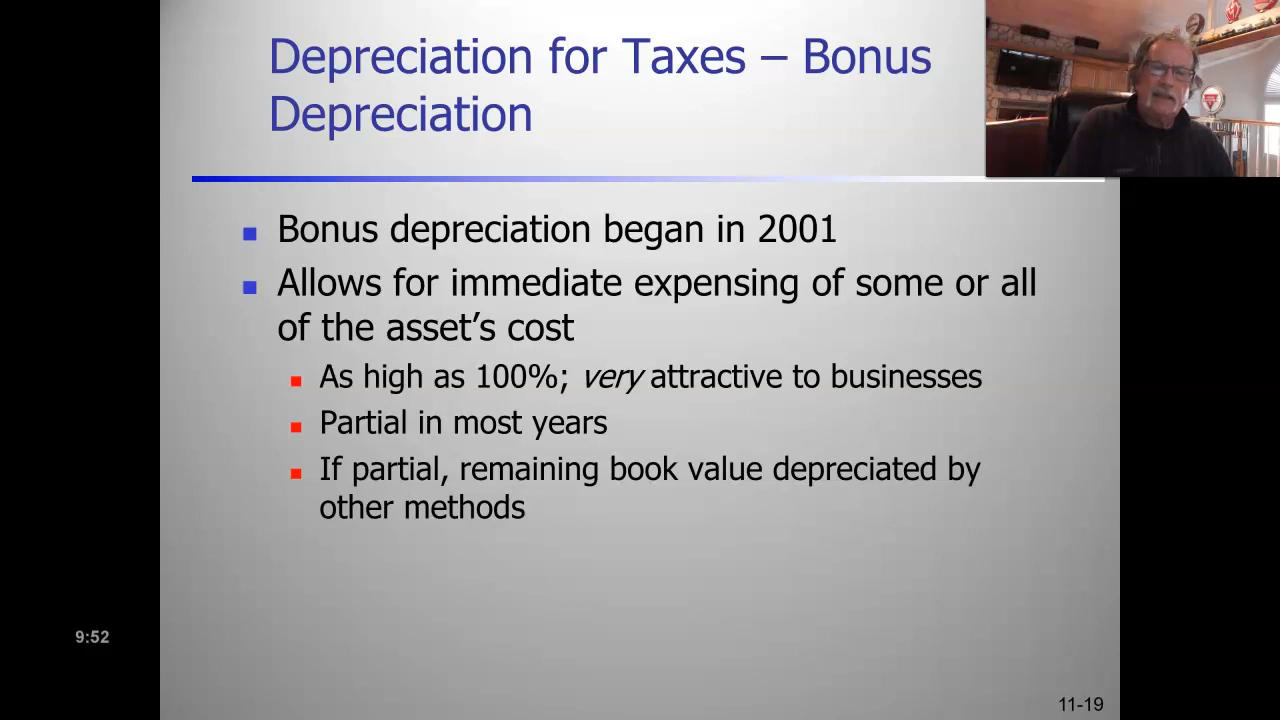 Depreciation for Taxes – Bonus
Depreciation
Bonus depreciation began in 2001
Allows for immediate expensing of some or all
of the asset’s cost
As high as 100%; very attractive to businesses
Partial in most years
If partial, remaining book value depreciated by
other methods
9:52
11-19